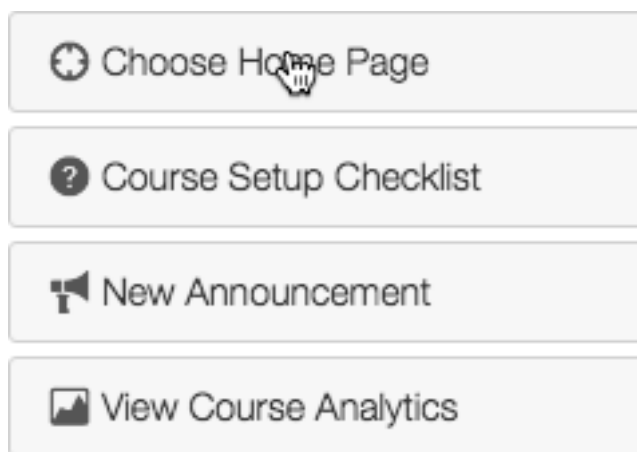 Choose Home Page
Course Setup Checklist
New Announcement
View Course Analytics